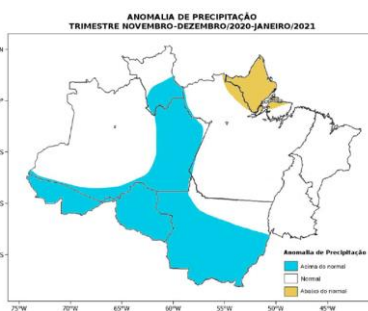 ANOMALIA DE PRECIPITAÇÃO
TRIMESTRE NOVEMBRO-DEZEMBRO/2020-JANEIRO/2021
Anomalia de Precipitação
Acima do normal
Normal
Abaixo do normal
75°W 70°W 65°W 60°W 55°W 50°W 45°W